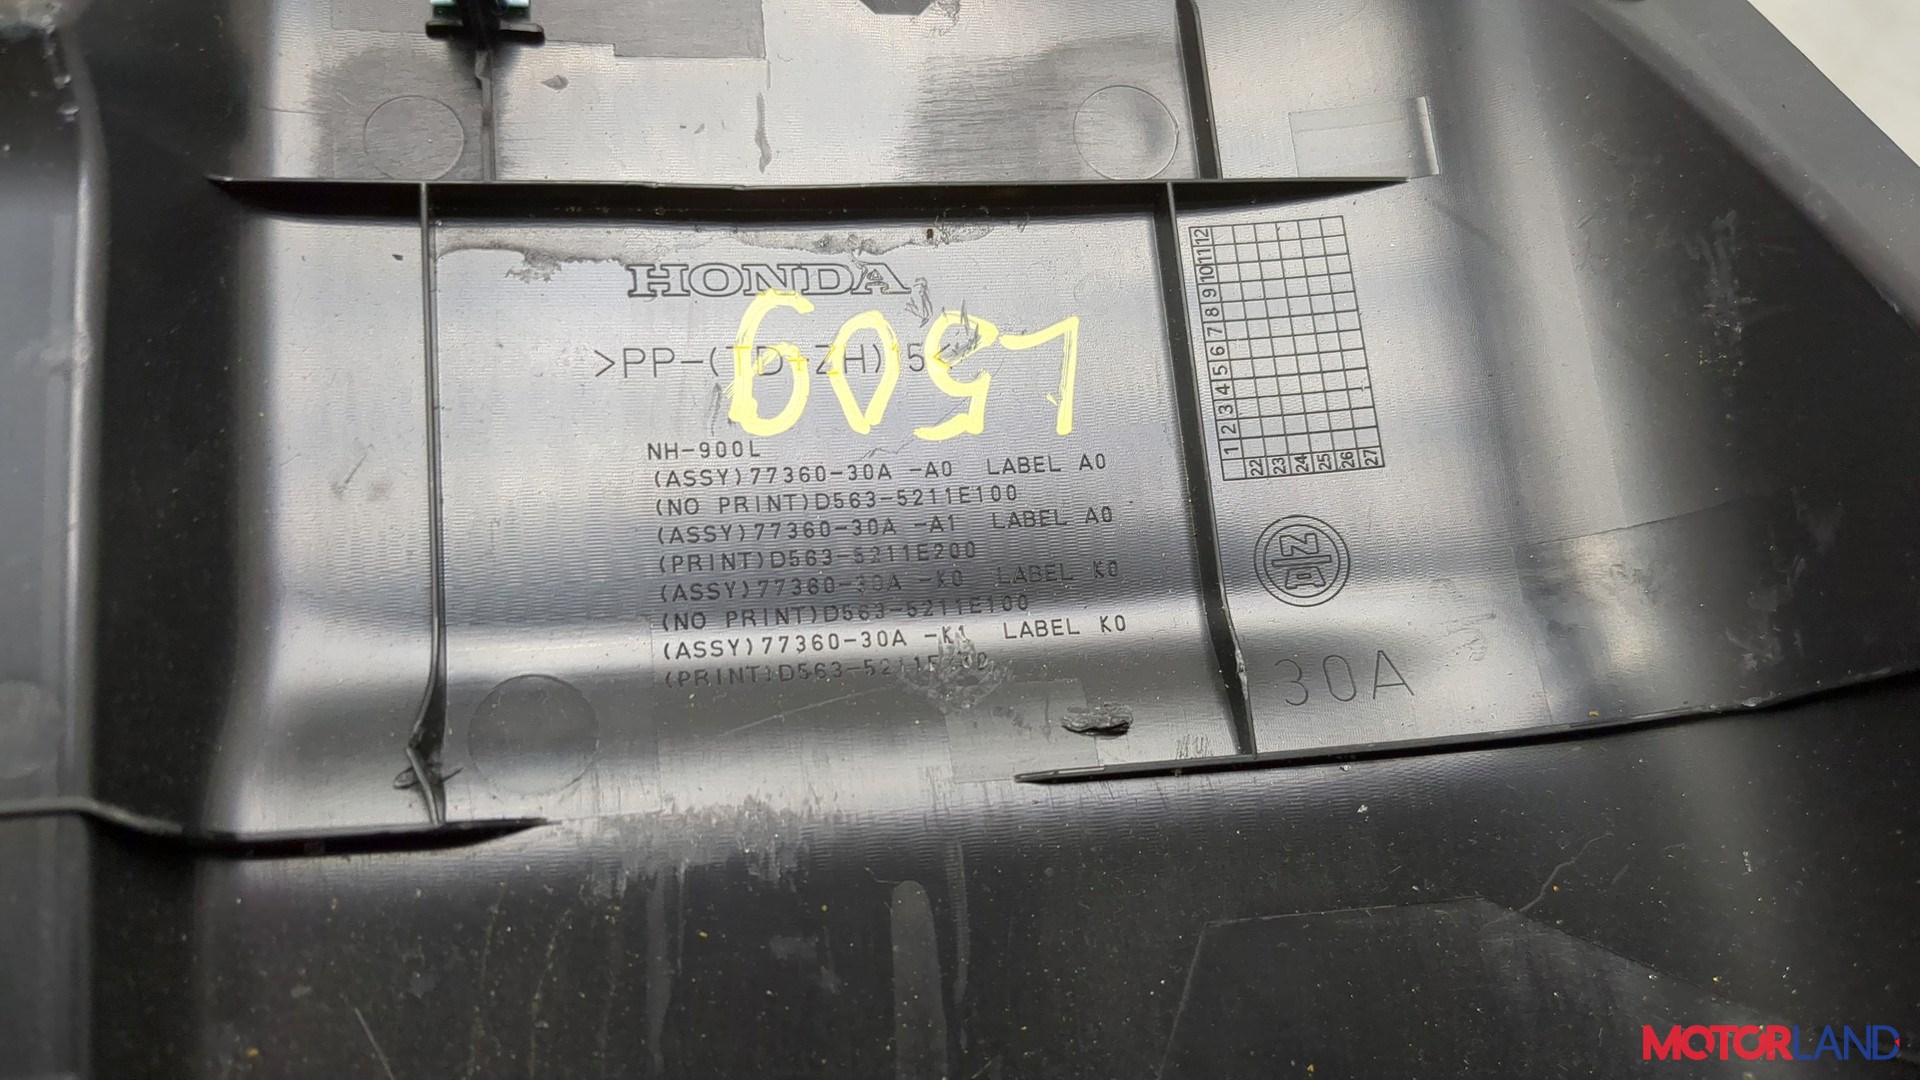 HONDA
>PP-(
NH-900L
(ASSY)77360-30A -A0 LABEL A0
(NO PRINT)D563-5211E100
(ASSY)77360-30A -A1 LABEL A0
(PRINT)D563-5211E200
(ASSY)77360-30A -K0 LABEL K0
(NO PRINT)D563-5211E100
(ASSY)77360-30A -K1 LABEL K0
1 2 3 4 5 6 7 8 9 10 11 12
22
23
24
25
26
27
30A
MOTORLAND